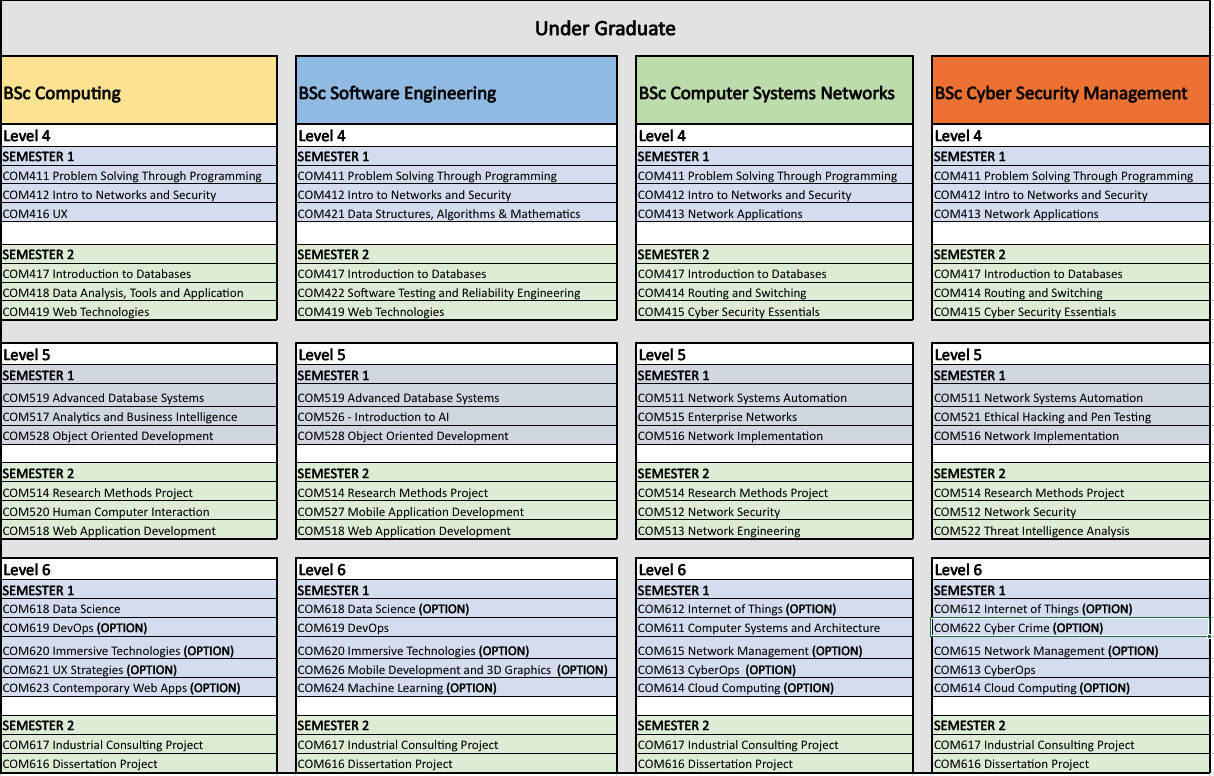 Under Graduate
BSc Computing
Level 4
SEMESTER 1
COM411 Problem Solving Through Programming
COM412 Intro to Networks and Security
COM416 UX
SEMESTER 2
COM417 Introduction to Databases
COM418 Data Analysis, Tools and Application
COM419 Web Technologies
Level 5
SEMESTER 1
COM519 Advanced Database Systems
COM517 Analytics and Business Intelligence
COM528 Object Oriented Development
SEMESTER 2
COM514 Research Methods Project
COM520 Human Computer Interaction
COM518 Web Application Development
Level 6
SEMESTER 1
COM618 Data Science
COM619 DevOps (OPTION)
COM620 Immersive Technologies (OPTION)
COM621 UX Strategies (OPTION)
COM623 Contemporary Web Apps (OPTION)
SEMESTER 2
COM617 Industrial Consulting Project
COM616 Dissertation Project
BSc Software Engineering
Level 4
SEMESTER 1
COM411 Problem Solving Through Programming
COM412 Intro to Networks and Security
COM421 Data Structures, Algorithms & Mathematics
SEMESTER 2
COM417 Introduction to Databases
COM422 Software Testing and Reliability Engineering
COM419 Web Technologies
Level 5
SEMESTER 1
COM519 Advanced Database Systems
COM526 - Introduction to AI
COM528 Object Oriented Development
SEMESTER 2
COM514 Research Methods Project
COM527 Mobile Application Development
COM518 Web Application Development
Level 6
SEMESTER 1
COM618 Data Science (OPTION)
COM619 DevOps
COM620 Immersive Technologies (OPTION)
COM626 Mobile Development and 3D Graphics (OPTION)
COM624 Machine Learning (OPTION)
SEMESTER 2
COM617 Industrial Consulting Project
COM616 Dissertation Project
BSc Computer Systems Networks
Level 4
SEMESTER 1
COM411 Problem Solving Through Programming
COM412 Intro to Networks and Security
COM413 Network Applications
SEMESTER 2
COM417 Introduction to Databases
COM414 Routing and Switching
COM415 Cyber Security Essentials
Level 5
SEMESTER 1
COM511 Network Systems Automation
COM515 Enterprise Networks
COM516 Network Implementation
SEMESTER 2
COM514 Research Methods Project
COM512 Network Security
COM513 Network Engineering
Level 6
SEMESTER 1
COM612 Internet of Things (OPTION)
COM611 Computer Systems and Architecture
COM615 Network Management (OPTION)
COM613 CyberOps (OPTION)
COM614 Cloud Computing (OPTION)
SEMESTER 2
COM617 Industrial Consulting Project
COM616 Dissertation Project
BSc Cyber Security Management
Level 4
SEMESTER 1
COM411 Problem Solving Through Programming
COM412 Intro to Networks and Security
COM413 Network Applications
SEMESTER 2
COM417 Introduction to Databases
COM414 Routing and Switching
COM415 Cyber Security Essentials
Level 5
SEMESTER 1
COM511 Network Systems Automation
COM521 Ethical Hacking and Pen Testing
COM516 Network Implementation
SEMESTER 2
COM514 Research Methods Project
COM512 Network Security
COM522 Threat Intelligence Analysis
Level 6
SEMESTER 1
COM612 Internet of Things (OPTION)
COM622 Cyber Crime (OPTION)
COM615 Network Management (OPTION)
COM613 CyberOps
COM614 Cloud Computing (OPTION)
SEMESTER 2
COM617 Industrial Consulting Project
COM616 Dissertation Project